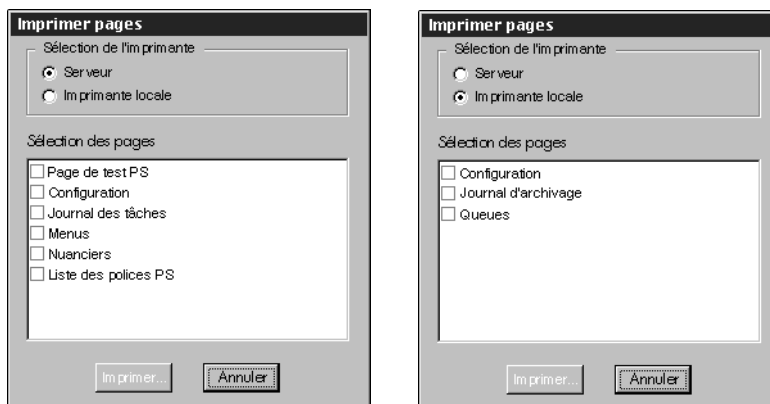 Imprimer pages
Sélection de l'imprimante
Serveur
Imprimante locale
Sélection des pages
Page de test PS
Configuration
Journal des tâches
Menus
Nuanciers
Liste des polices PS
Imprimer...
Annuler
Imprimer pages
Sélection de l'imprimante
Serveur
Imprimante locale
Sélection des pages
Configuration
Journal d'archivage
Queues
Imprimer...
Annuler